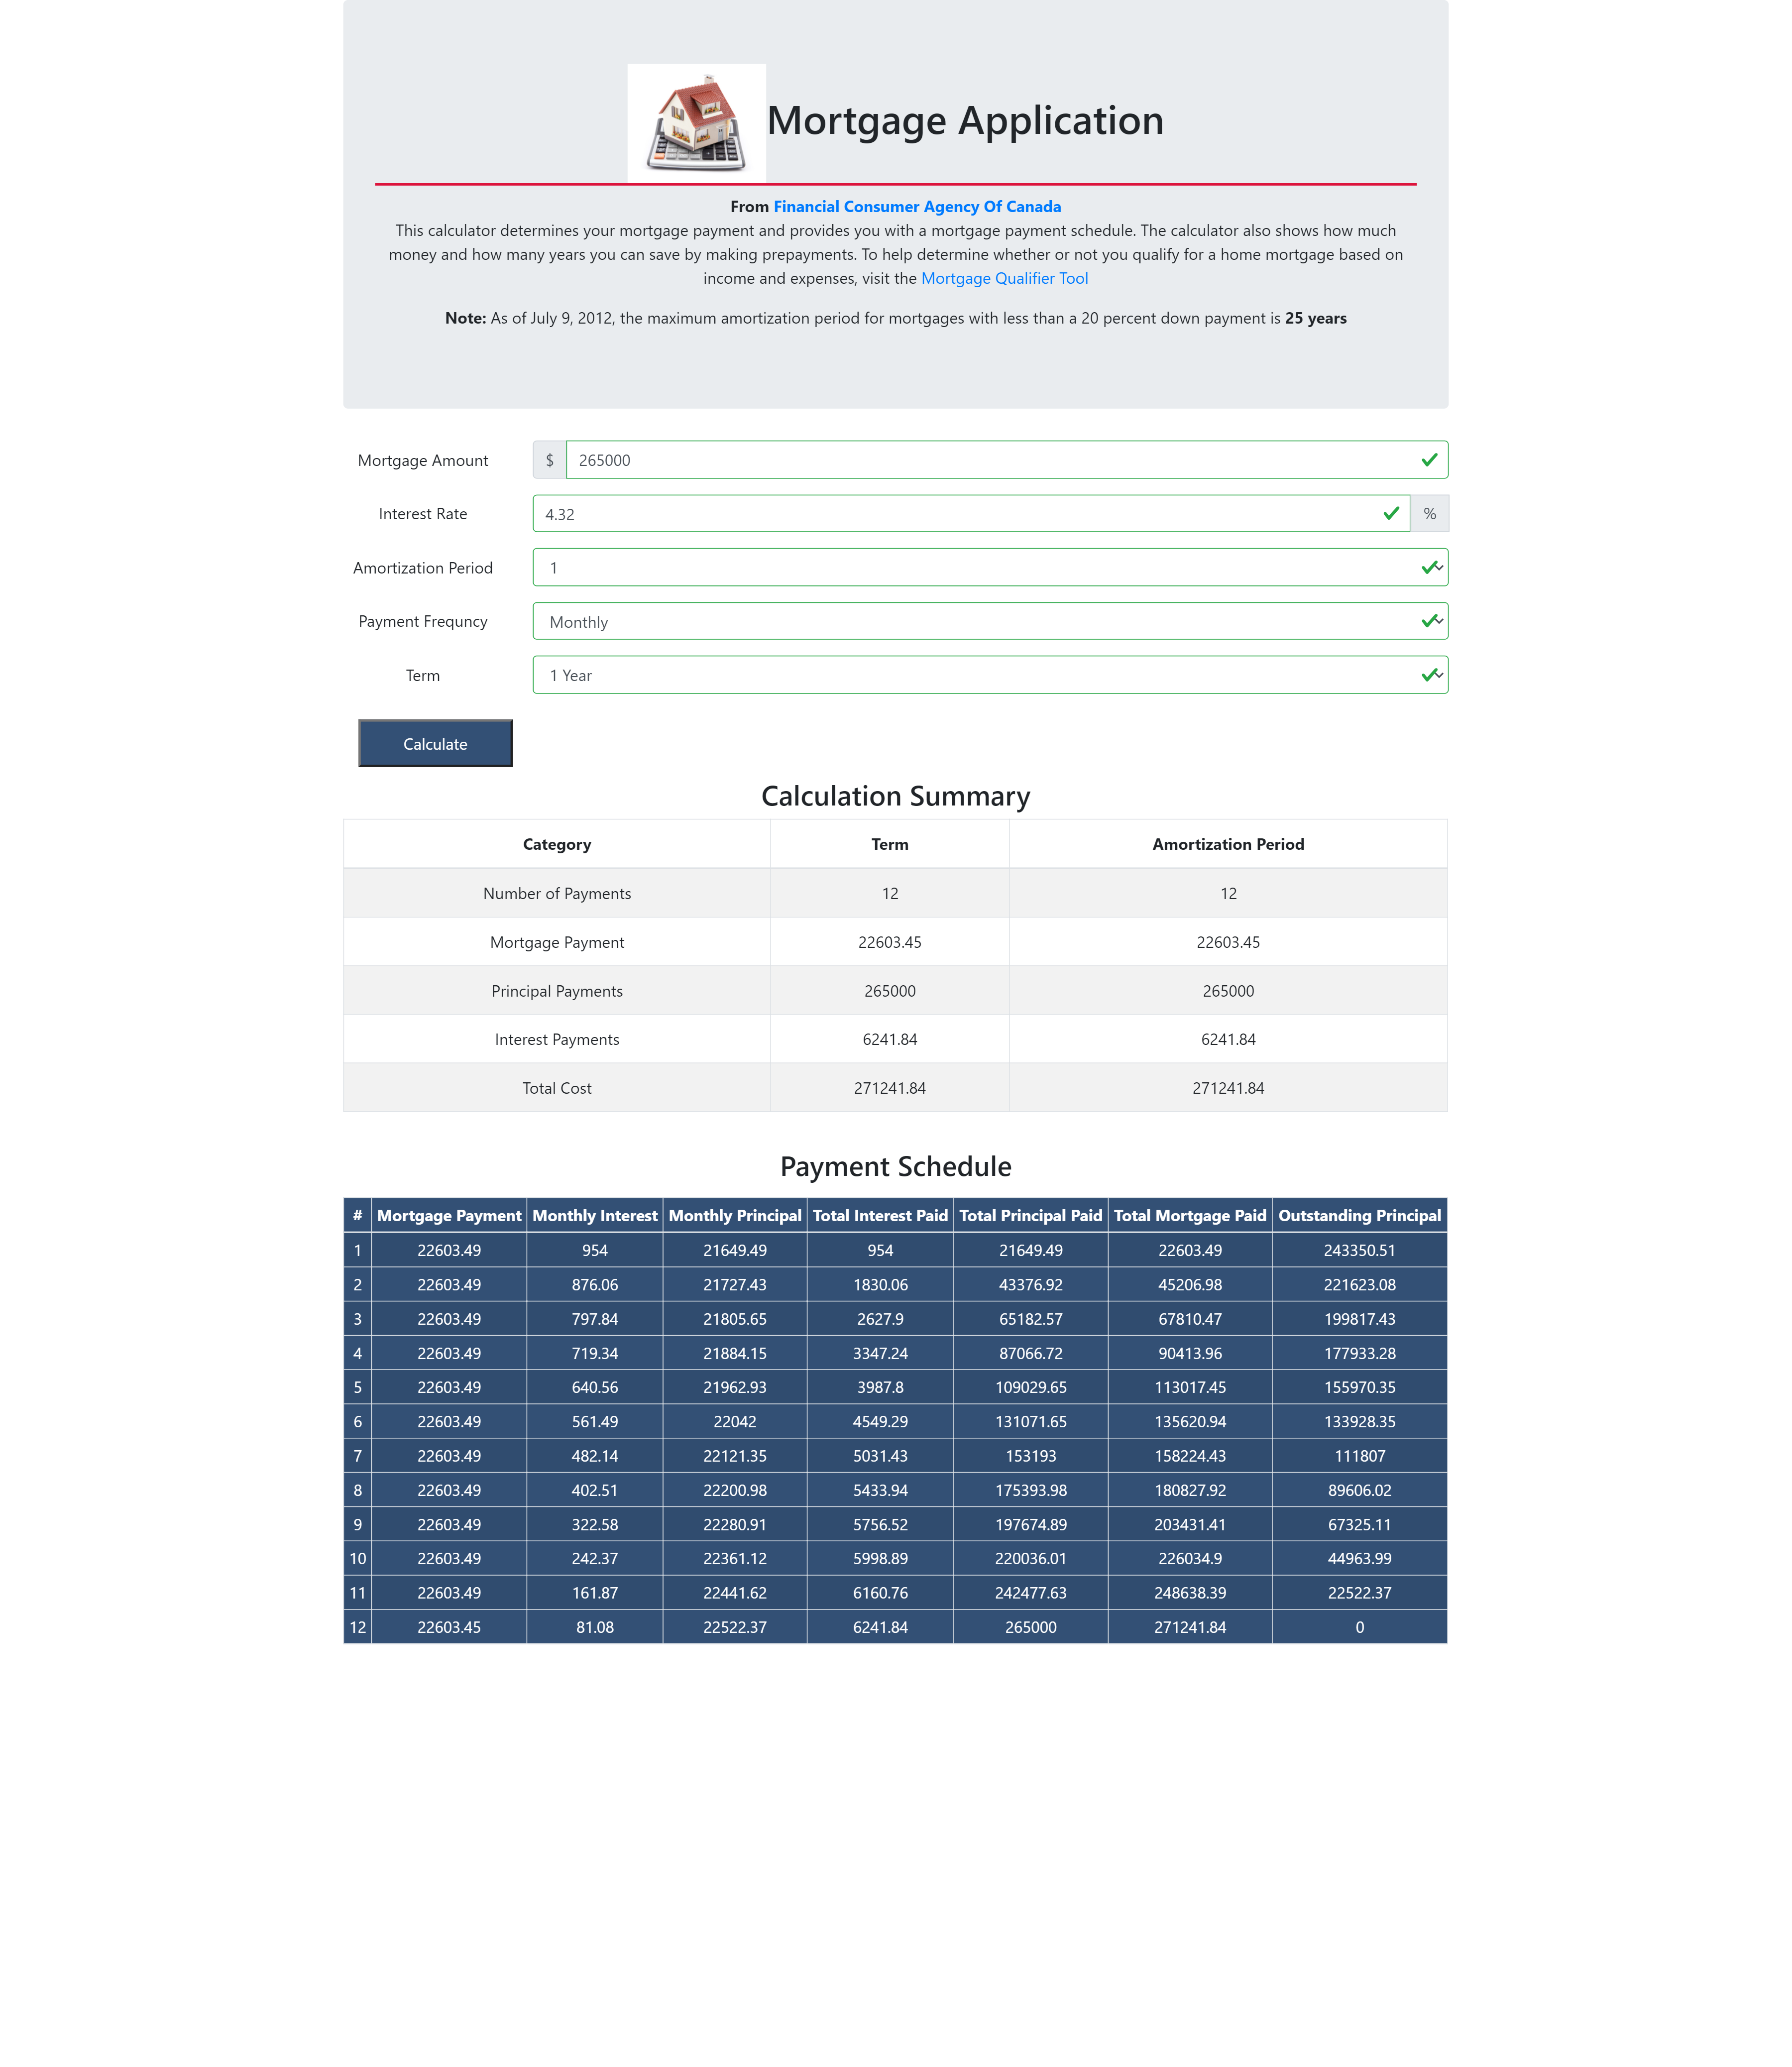 Mortgage Application
From Financial Consumer Agency Of Canada
This calculator determines your mortgage payment and provides you with a mortgage payment schedule. The calculator also shows how much
money and how many years you can save by making prepayments. To help determine whether or not you qualify for a home mortgage based on
income and expenses, visit the Mortgage Qualifier Tool
Note: As of July 9, 2012, the maximum amortization period for mortgages with less than a 20 percent down payment is 25 years
Mortgage Amount $ 265000
Interest Rate 4.32 %
Amortization Period 1
Payment Frequncy Monthly
Term 1 Year
Calculate
Calculation Summary
Category Term Amortization Period
Number of Payments 12 12
Mortgage Payment 22603.45 22603.45
Principal Payments 265000 265000
Interest Payments 6241.84 6241.84
Total Cost 271241.84 271241.84
Payment Schedule
# Mortgage Payment Monthly Interest Monthly Principal Total Interest Paid Total Principal Paid Total Mortgage Paid Outstanding Principal
1 22603.49 954 21649.49 954 21649.49 22603.49 243350.51
2 22603.49 876.06 21727.43 1830.06 43376.92 45206.98 221623.08
3 22603.49 797.84 21805.65 2627.9 65182.57 67810.47 199817.43
4 22603.49 719.34 21884.15 3347.24 87066.72 90413.96 177933.28
5 22603.49 640.56 21962.93 3987.8 109029.65 113017.45 155970.35
6 22603.49 561.49 22042 4549.29 131071.65 135620.94 133928.35
7 22603.49 482.14 22121.35 5031.43 153193 158224.43 111807
8 22603.49 402.51 22200.98 5433.94 175393.98 180827.92 89606.02
9 22603.49 322.58 22280.91 5756.52 197674.89 203431.41 67325.11
10 22603.49 242.37 22361.12 5998.89 220036.01 226034.9 44963.99
11 22603.49 161.87 22441.62 6160.76 242477.63 248638.39 22522.37
12 22603.45 81.08 22522.37 6241.84 265000 271241.84 0